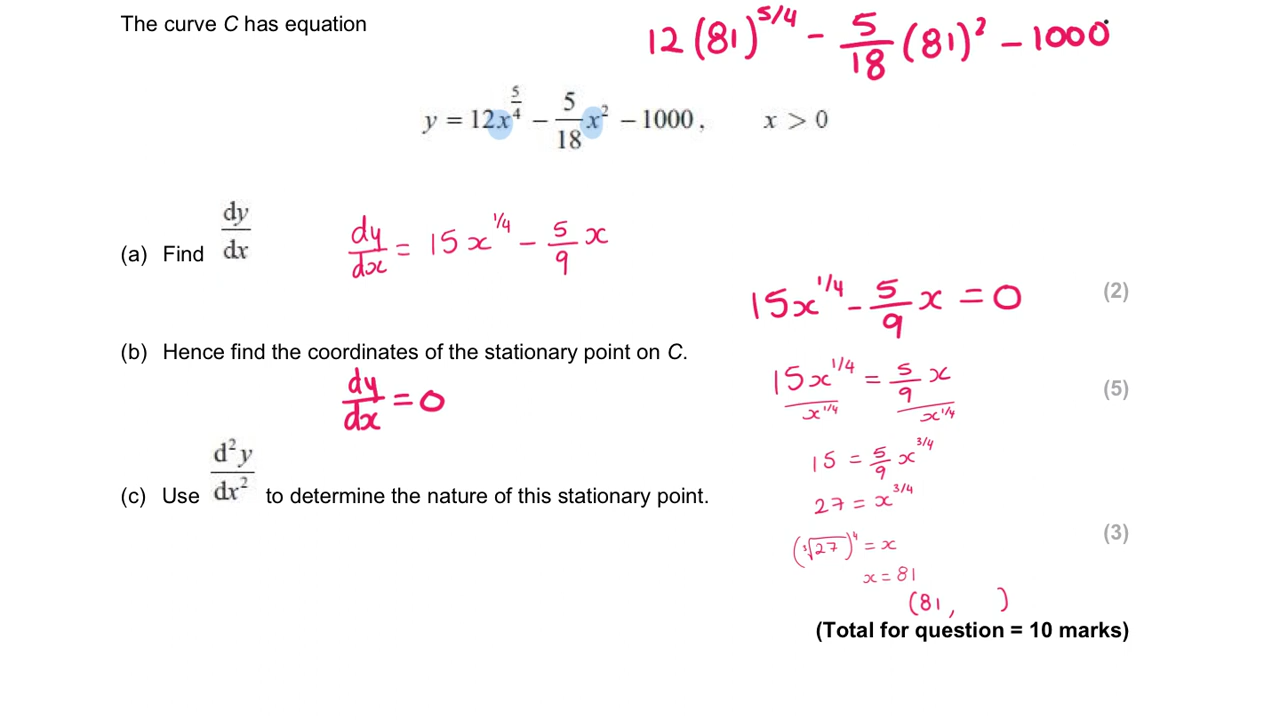 The curve C has equation
12(81)^{5/4} - 5/18 (81)² - 1000
y = 12x^{5/4} - 5/18 x² - 1000, x > 0
(a) Find dy/dx
dy/dx = 15x^{1/4} - 5/9 x
(2)
15x^{1/4} - 5/9 x = 0
(b) Hence find the coordinates of the stationary point on C.
dy/dx = 0
(5)
15x^{1/4}/x^{1/4} = 5/9 x/x^{1/4}
15 = 5/9 x^{3/4}
27 = x^{3/4}
(c) Use d²y/dx² to determine the nature of this stationary point.
(3)
(³√27)⁴ = x
x = 81
(81, )
(Total for question = 10 marks)